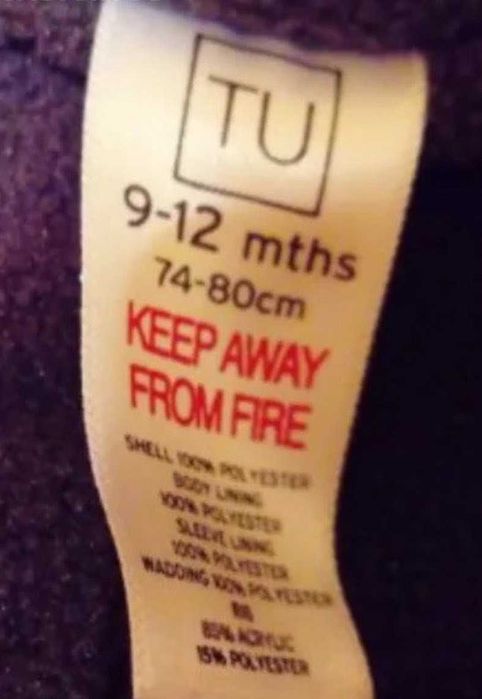 TU
9-12 mths
74-80cm
KEEP AWAY
FROM FIRE
SHELL 100% POLYESTER
BODY LINING
100% POLYESTER
SLEEVE LINING
100% POLYESTER
WADDING 100% POLYESTER
RIB
85% ACRYLIC
15% POLYESTER